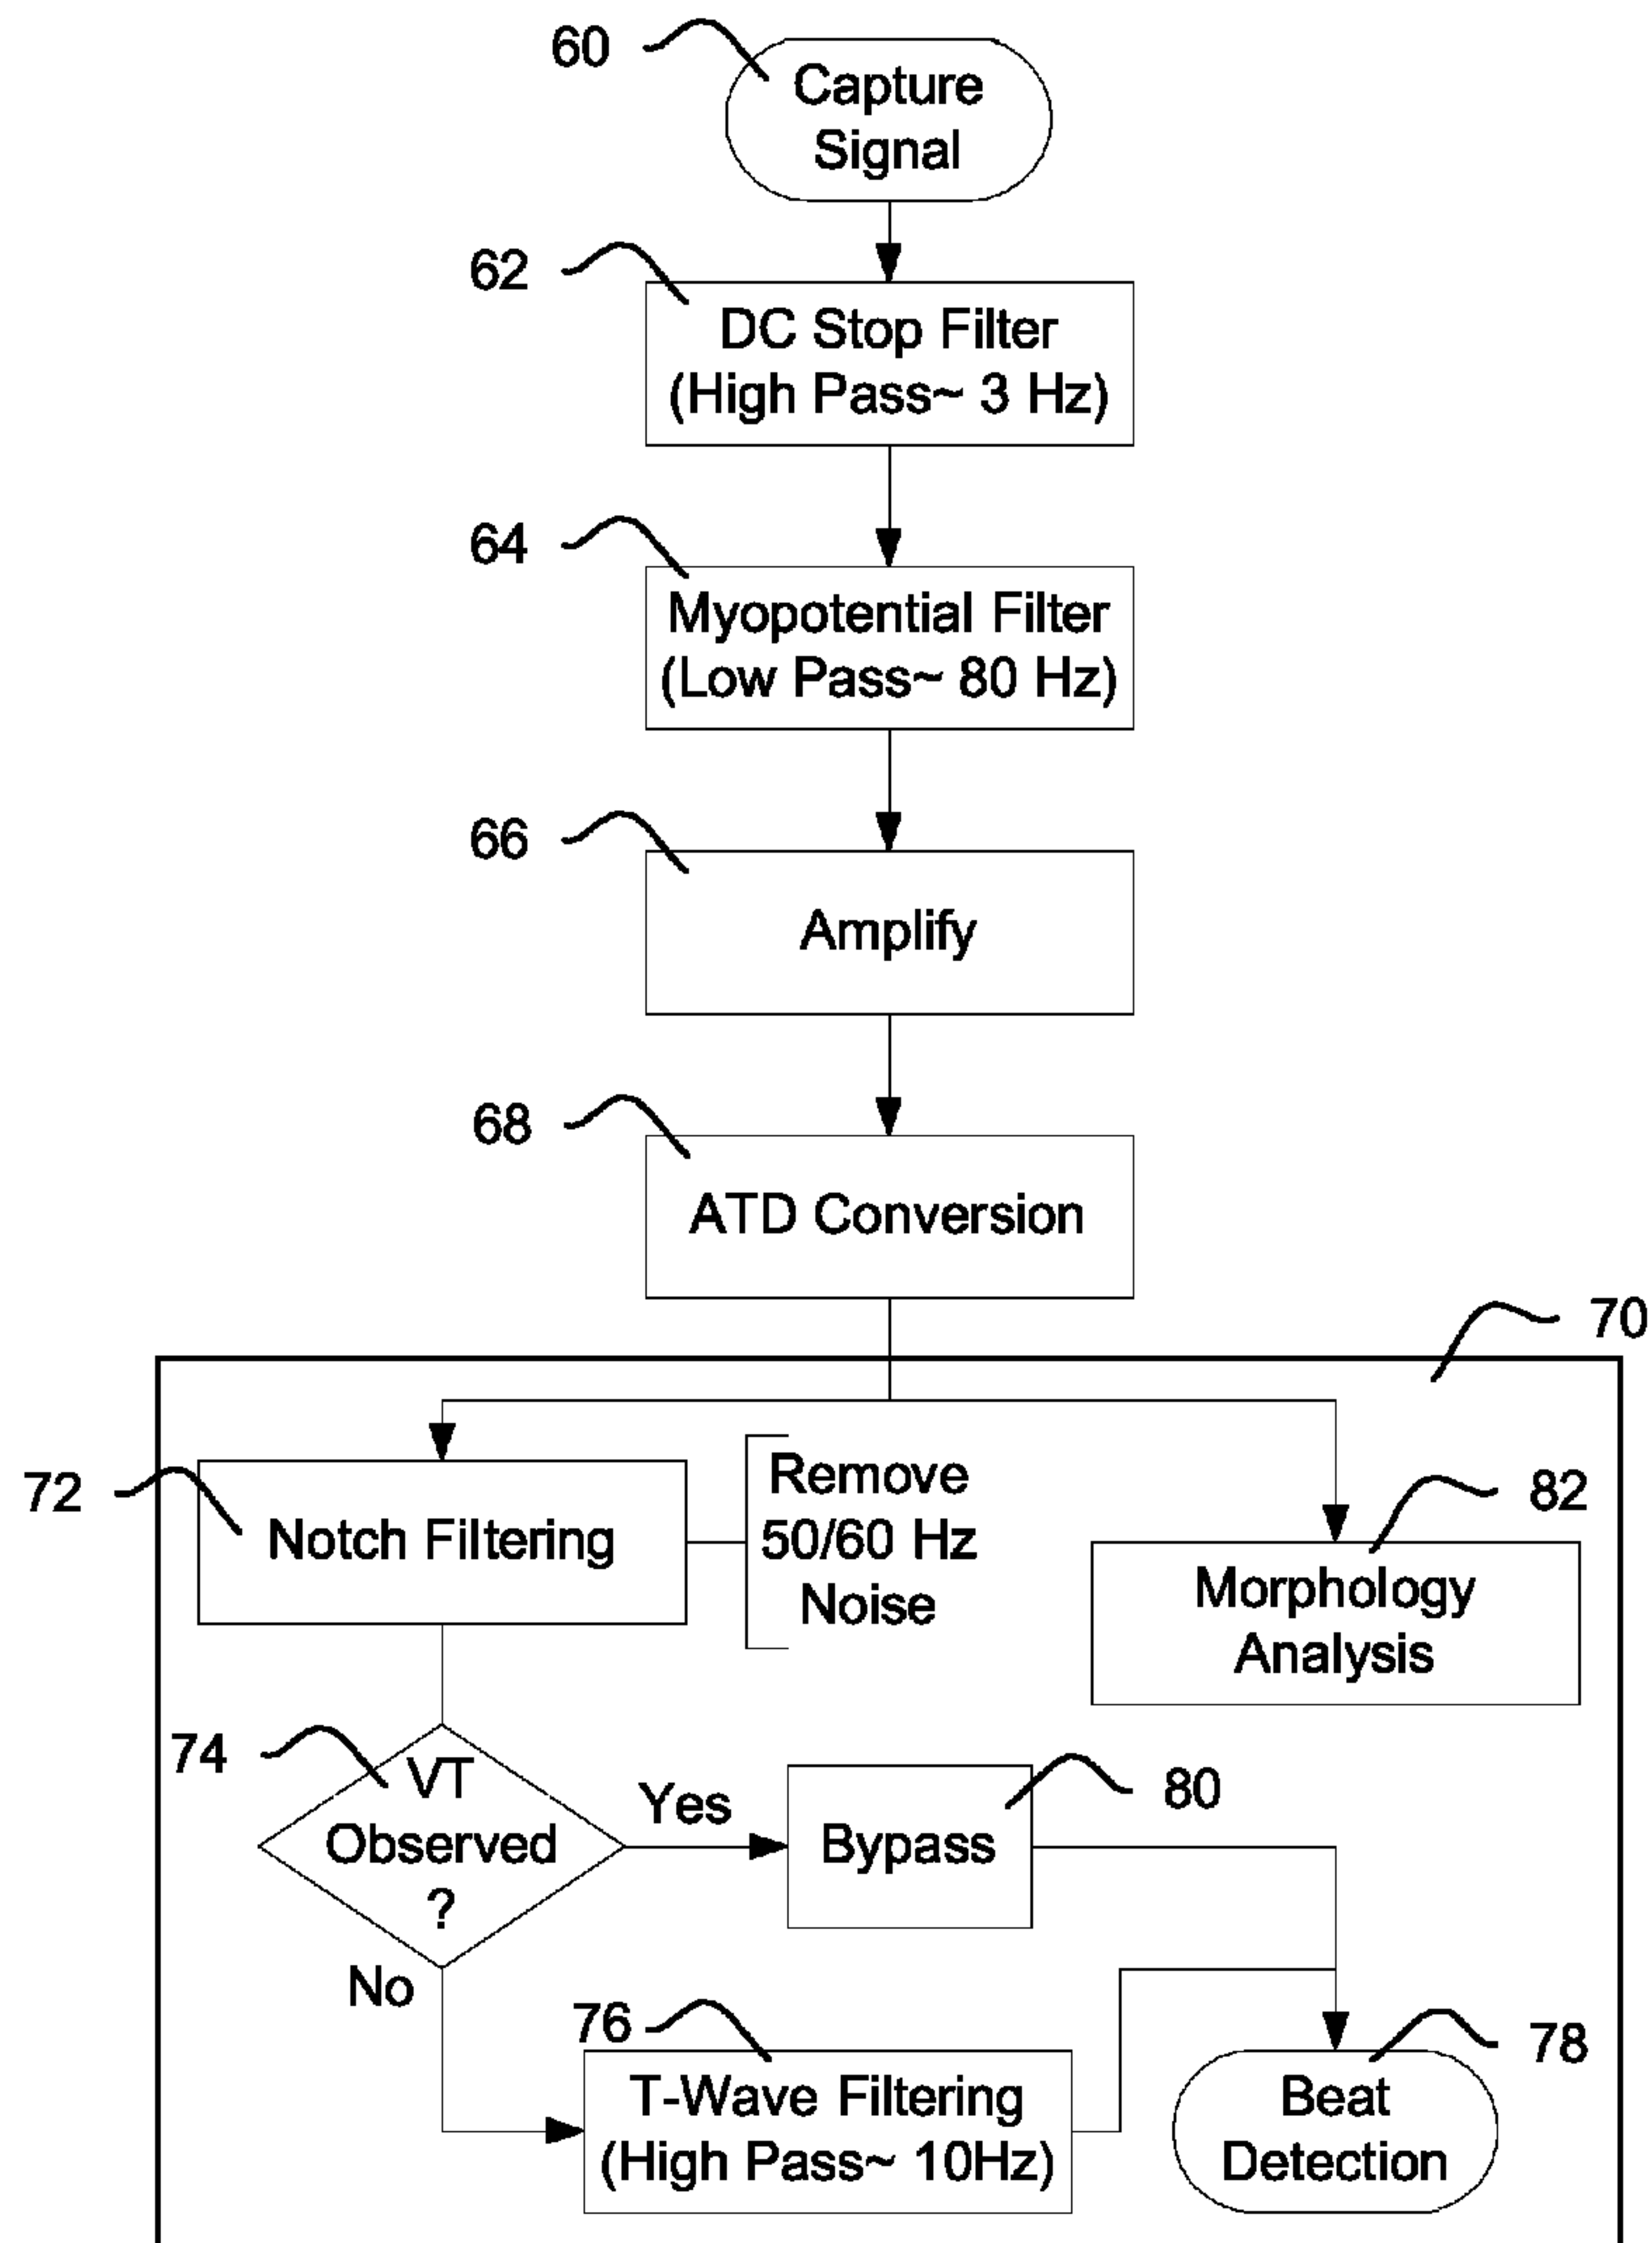 60
Capture
Signal
62
DC Stop Filter
(High Pass~ 3 Hz)
64
Myopotential Filter
(Low Pass~ 80 Hz)
66
Amplify
68
ATD Conversion
70
72
Notch Filtering
Remove
50/60 Hz
Noise
82
Morphology
Analysis
74
VT
Observed
?
Yes
80
Bypass
No
76
T-Wave Filtering
(High Pass~ 10Hz)
78
Beat
Detection